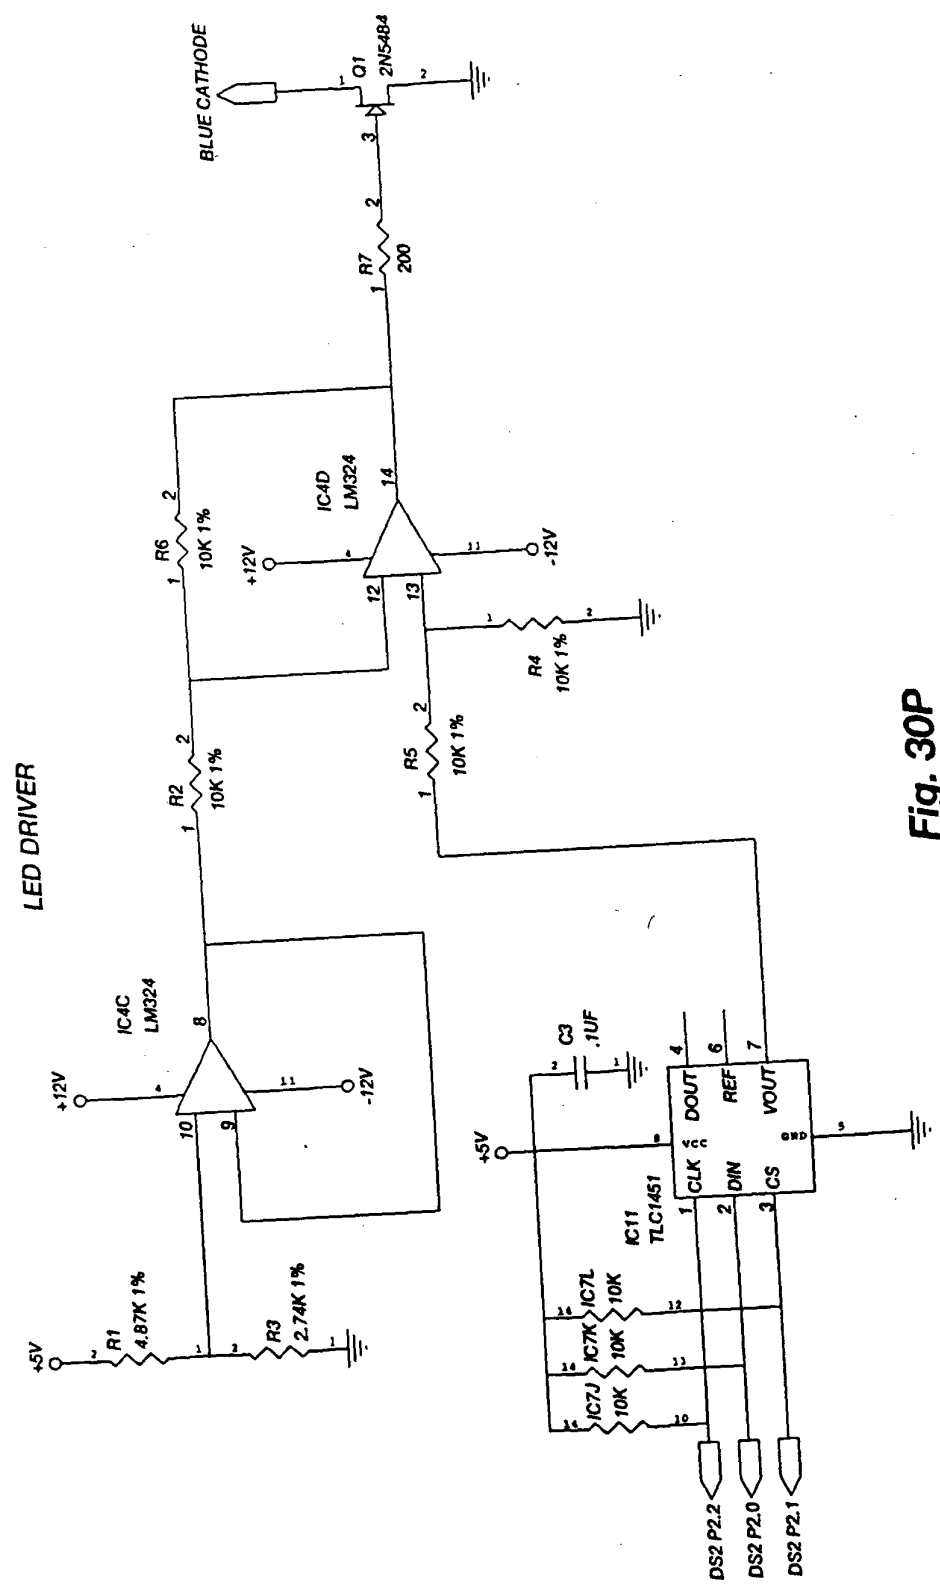 LED DRIVER
BLUE CATHODE
1
Q1
2N5484
3
2
2
R7
200
1
R6
10K 1%
1
2
IC4D
LM324
+12V
4
14
12
13
11
-12V
R2
10K 1%
1
2
R5
10K 1%
1
2
1
R4
10K 1%
2
IC4C
LM324
+12V
4
8
10
9
11
-12V
+5V
2
R1
4.87K 1%
1
2
R3
2.74K 1%
1
+5V
2
C3
.1UF
1
8
IC11
TLC1451
1
CLK
2
DIN
3
CS
VCC
GND
DOUT
4
REF
6
VOUT
7
5
16
IC7L
10K
12
14
IC7K
10K
11
16
IC7J
10K
10
DS2 P2.2
DS2 P2.0
DS2 P2.1
Fig. 30P